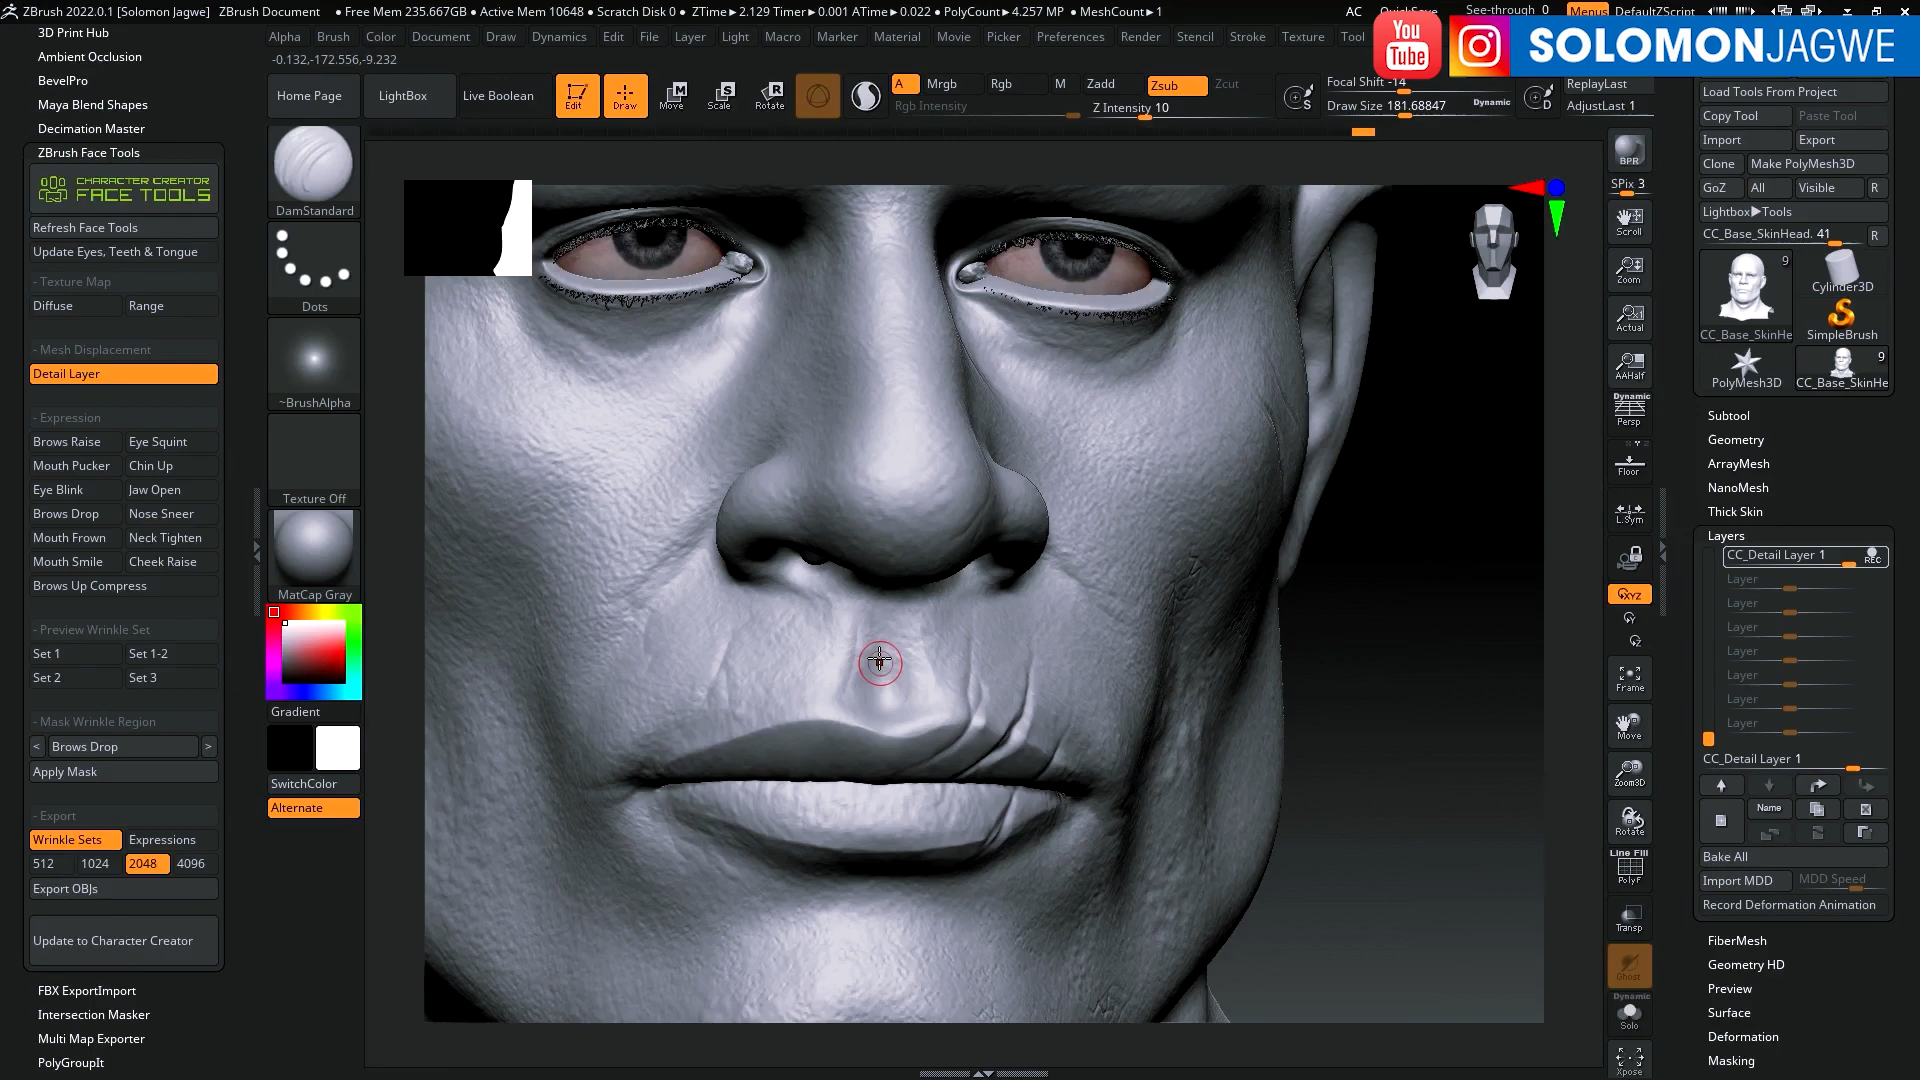 ZBrush 2022.0.1 [Solomon Jagwe] ZBrush Document ● Free Mem 235.667GB ● Active Mem 10648 ● Scratch Disk 0 ● ZTime►2.129 Timer►0.001 ATime►0.022 ● PolyCount►4.257 MP ● MeshCount►1 AC QuickSave See-through 0 Menus DefaultZScript
Alpha Brush Color Document Draw Dynamics Edit File Layer Light Macro Marker Material Movie Picker Preferences Render Stencil Stroke Texture Tool
You Tube
SOLOMONJAGWE
-0.132,-172.556,-9.232
Home Page
LightBox
Live Boolean
Edit
Draw
Move
Scale
Rotate
A Mrgb Rgb M Zadd Zsub Zcut
Rgb Intensity
Z Intensity 10
Focal Shift -14
Draw Size 181.68847 Dynamic
ReplayLast
AdjustLast 1
3D Print Hub
Ambient Occlusion
BevelPro
Maya Blend Shapes
Decimation Master
ZBrush Face Tools
CHARACTER CREATOR
FACE TOOLS
Refresh Face Tools
Update Eyes, Teeth & Tongue
- Texture Map
Diffuse Range
- Mesh Displacement
Detail Layer
- Expression
Brows Raise Eye Squint
Mouth Pucker Chin Up
Eye Blink Jaw Open
Brows Drop Nose Sneer
Mouth Frown Neck Tighten
Mouth Smile Cheek Raise
Brows Up Compress
- Preview Wrinkle Set
Set 1 Set 1-2
Set 2 Set 3
- Mask Wrinkle Region
< Brows Drop >
Apply Mask
- Export
Wrinkle Sets Expressions
512 1024 2048 4096
Export OBJs
Update to Character Creator
FBX ExportImport
Intersection Masker
Multi Map Exporter
PolyGroupIt
DamStandard
Dots
~BrushAlpha
Texture Off
MatCap Gray
Gradient
SwitchColor
Alternate
BPR
SPix 3
Scroll
Zoom
Actual
AAHalf
Dynamic
Persp
Floor
L.Sym
XYZ
Frame
Move
Zoom3D
Rotate
Line Fill
PolyF
Transp
Ghost
Dynamic
Solo
Xpose
Load Tools From Project
Copy Tool Paste Tool
Import Export
Clone Make PolyMesh3D
GoZ All Visible R
Lightbox►Tools
CC_Base_SkinHead. 41 R
9
Cylinder3D
CC_Base_SkinHe SimpleBrush
9
PolyMesh3D CC_Base_SkinHe
Subtool
Geometry
ArrayMesh
NanoMesh
Thick Skin
Layers
CC_Detail Layer 1 REC
Layer
Layer
Layer
Layer
Layer
Layer
Layer
CC_Detail Layer 1
Name
Bake All
Import MDD MDD Speed
Record Deformation Animation
FiberMesh
Geometry HD
Preview
Surface
Deformation
Masking